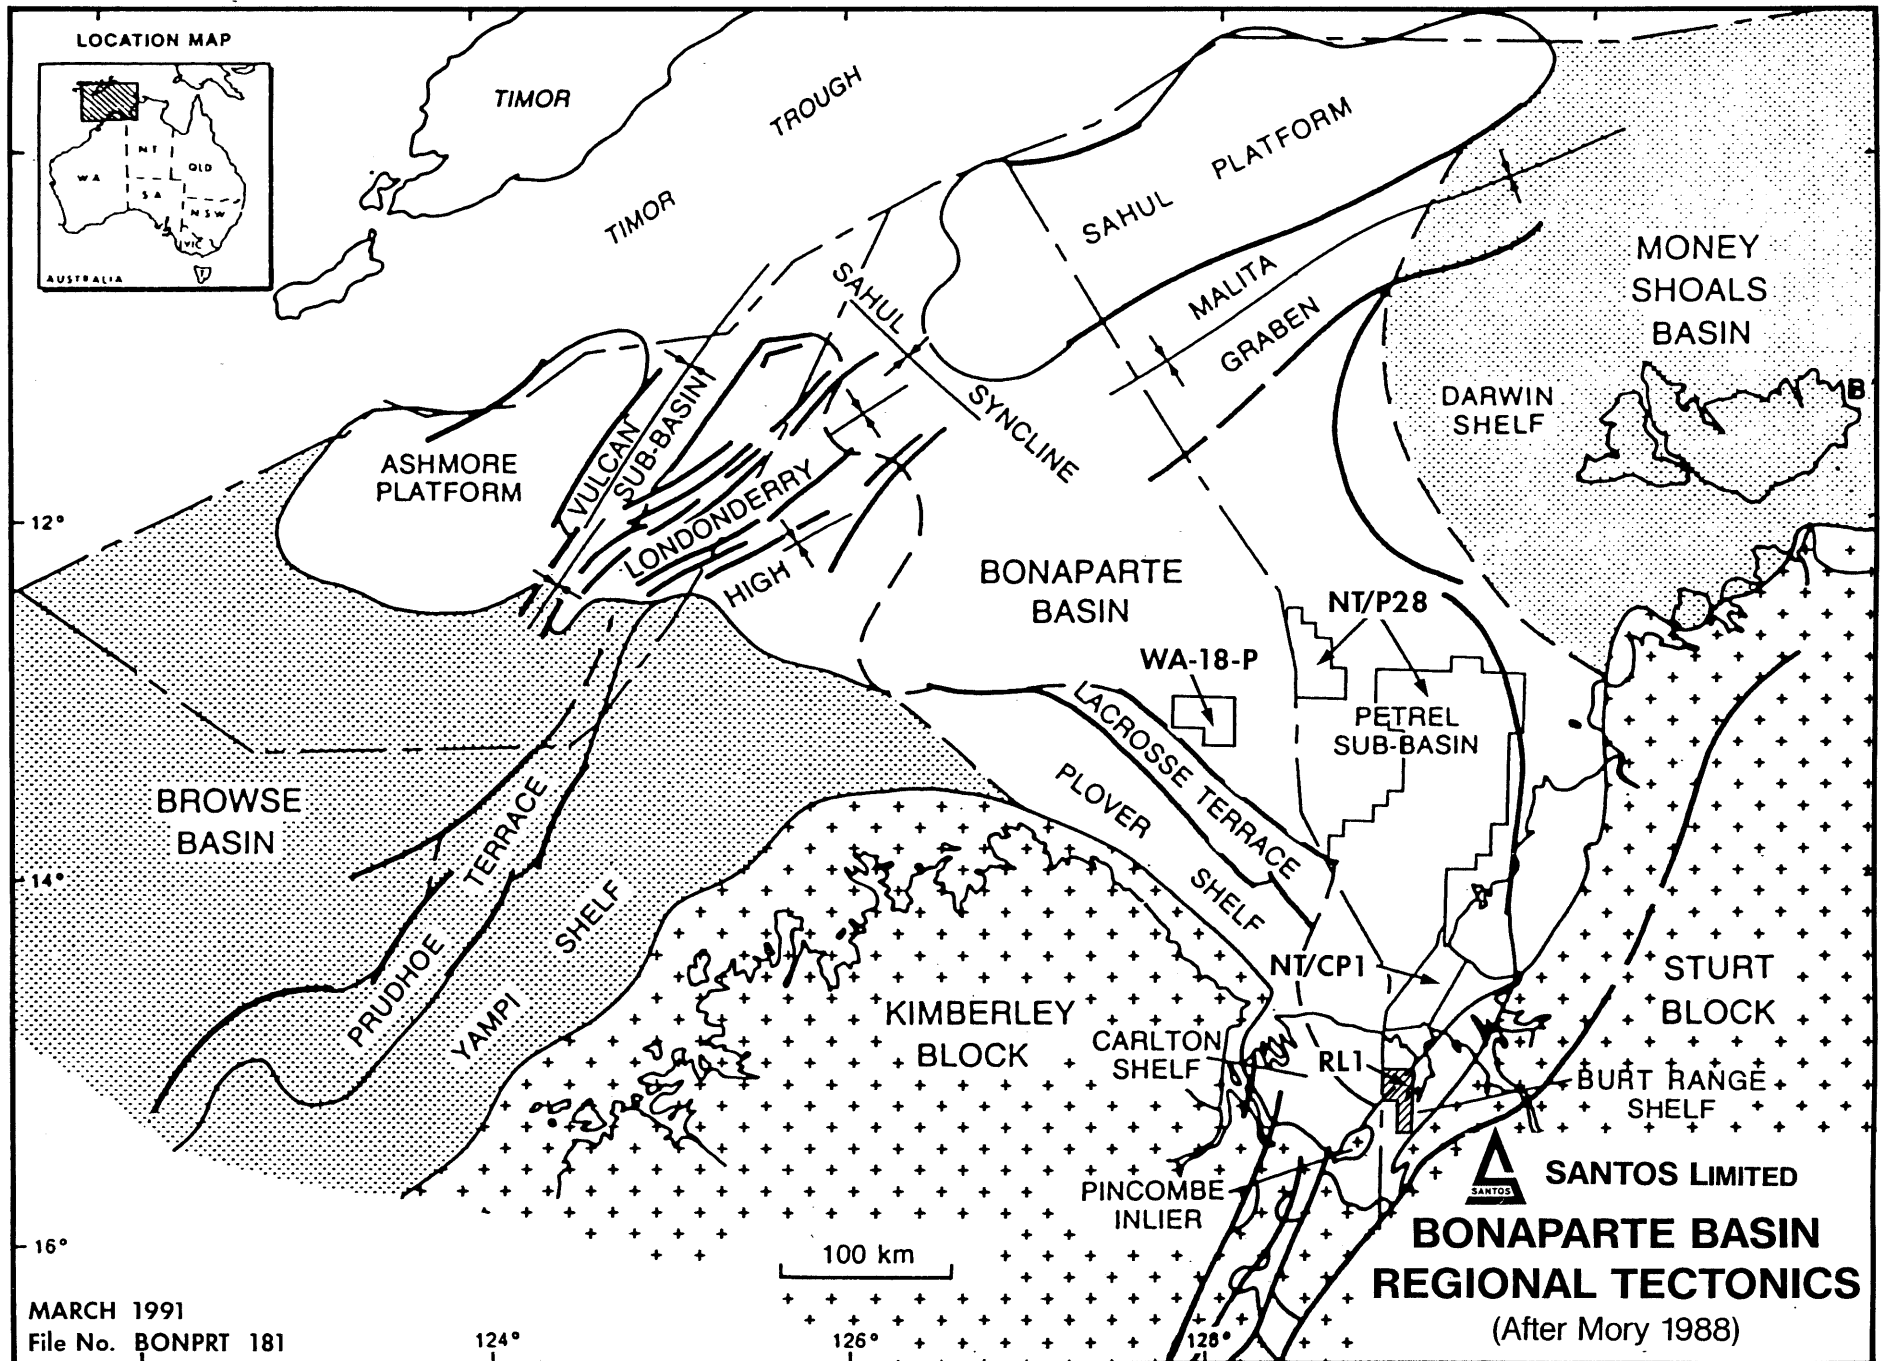 LOCATION MAP
WA
NT
SA
QLD
NSW
VIC
T
AUSTRALIA
TIMOR
TROUGH
TIMOR
SAHUL PLATFORM
MALITA
GRABEN
SAHUL
SYNCLINE
MONEY
SHOALS
BASIN
DARWIN
SHELF
B
ASHMORE
PLATFORM
VULCAN
SUB-BASIN
LONDONDERRY
HIGH
12°
BONAPARTE
BASIN
NT/P28
WA-18-P
PETREL
SUB-BASIN
LACROSSE TERRACE
PLOVER
SHELF
BROWSE
BASIN
PRUDHOE TERRACE
YAMPI SHELF
14°
KIMBERLEY
BLOCK
NT/CP1
STURT
BLOCK
CARLTON
SHELF
RL1
BURT RANGE
SHELF
PINCOMBE
INLIER
SANTOS
SANTOS LIMITED
BONAPARTE BASIN
REGIONAL TECTONICS
(After Mory 1988)
16°
100 km
MARCH 1991
File No. BONPRT 181
124°
126°
128°